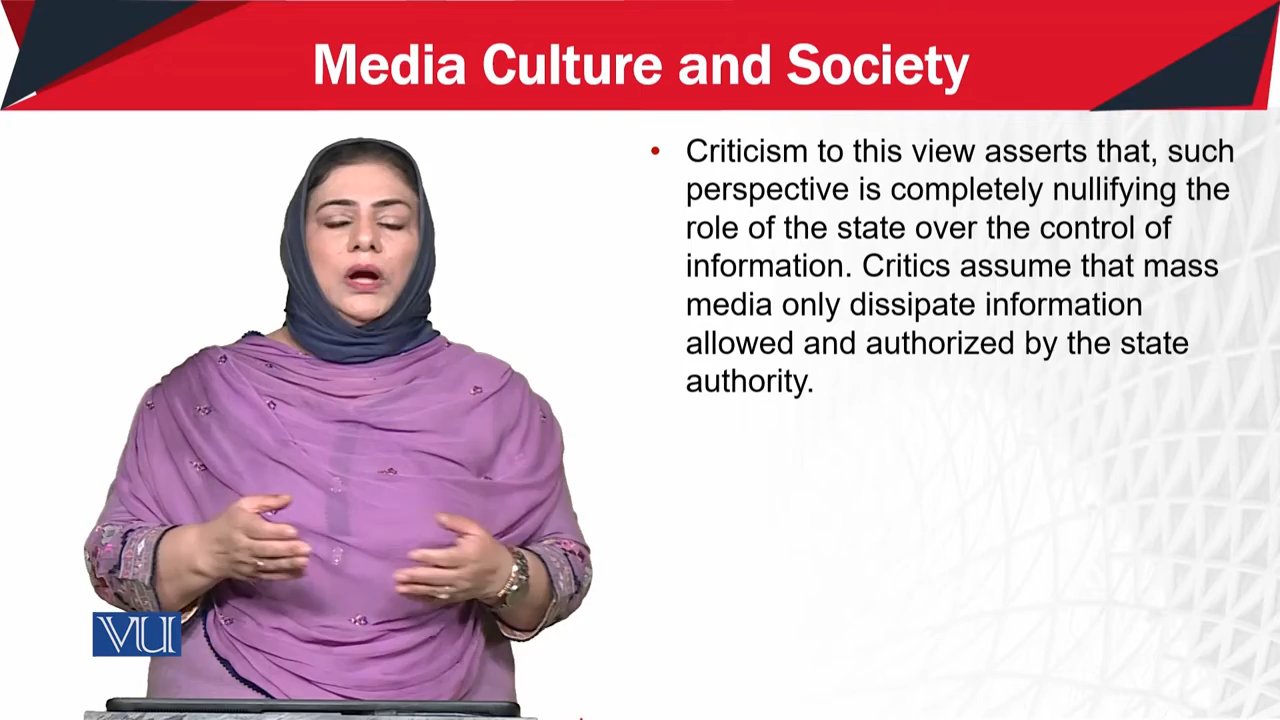 Media Culture and Society
• Criticism to this view asserts that, such
perspective is completely nullifying the
role of the state over the control of
information. Critics assume that mass
media only dissipate information
allowed and authorized by the state
authority.
VU